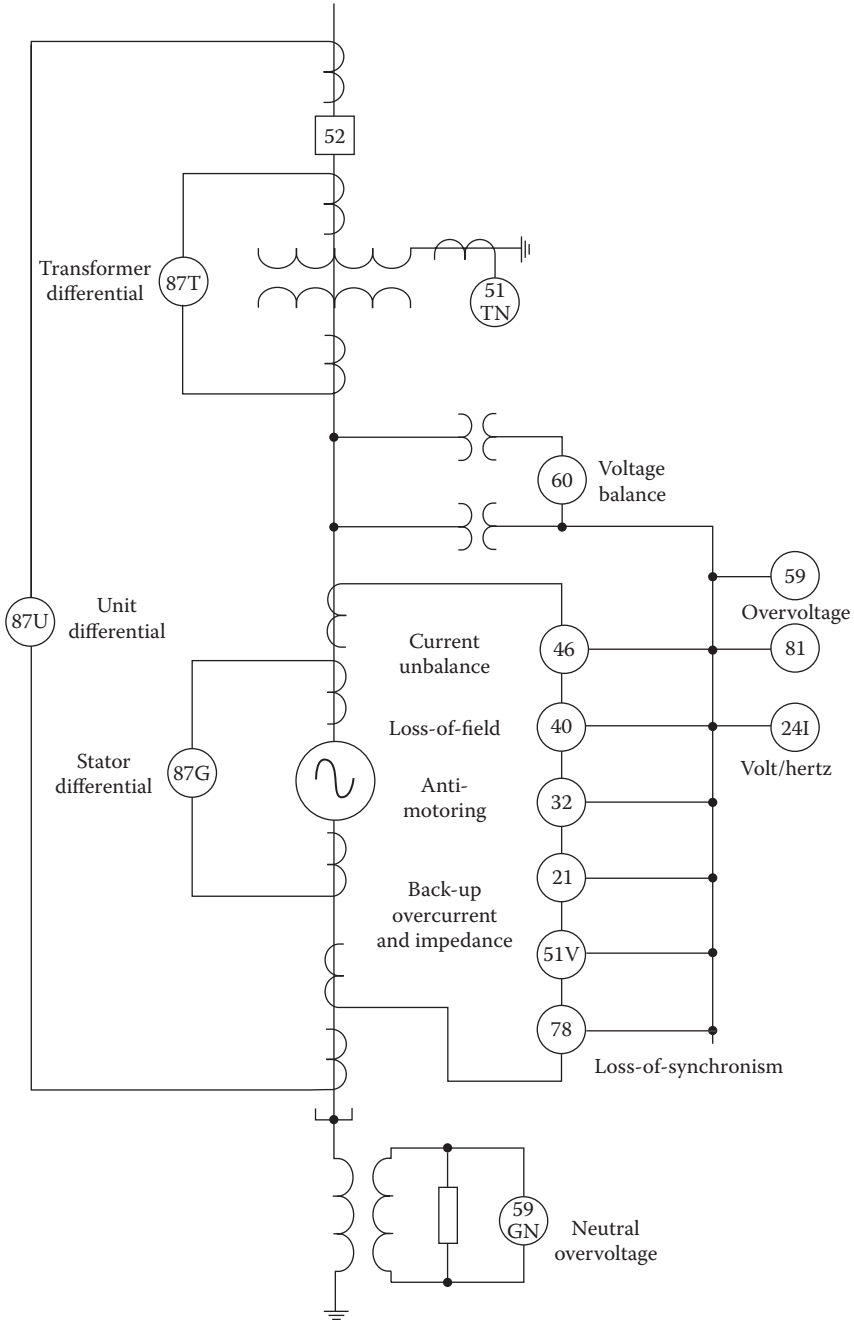 52
Transformer
differential
87T
51
TN
60
Voltage
balance
59
Overvoltage
87U
Unit
differential
Current
unbalance
46
81
Loss-of-field
40
24I
Volt/hertz
Stator
differential
87G
Anti-
motoring
32
Back-up
overcurrent
and impedance
21
51V
78
Loss-of-synchronism
59
GN
Neutral
overvoltage